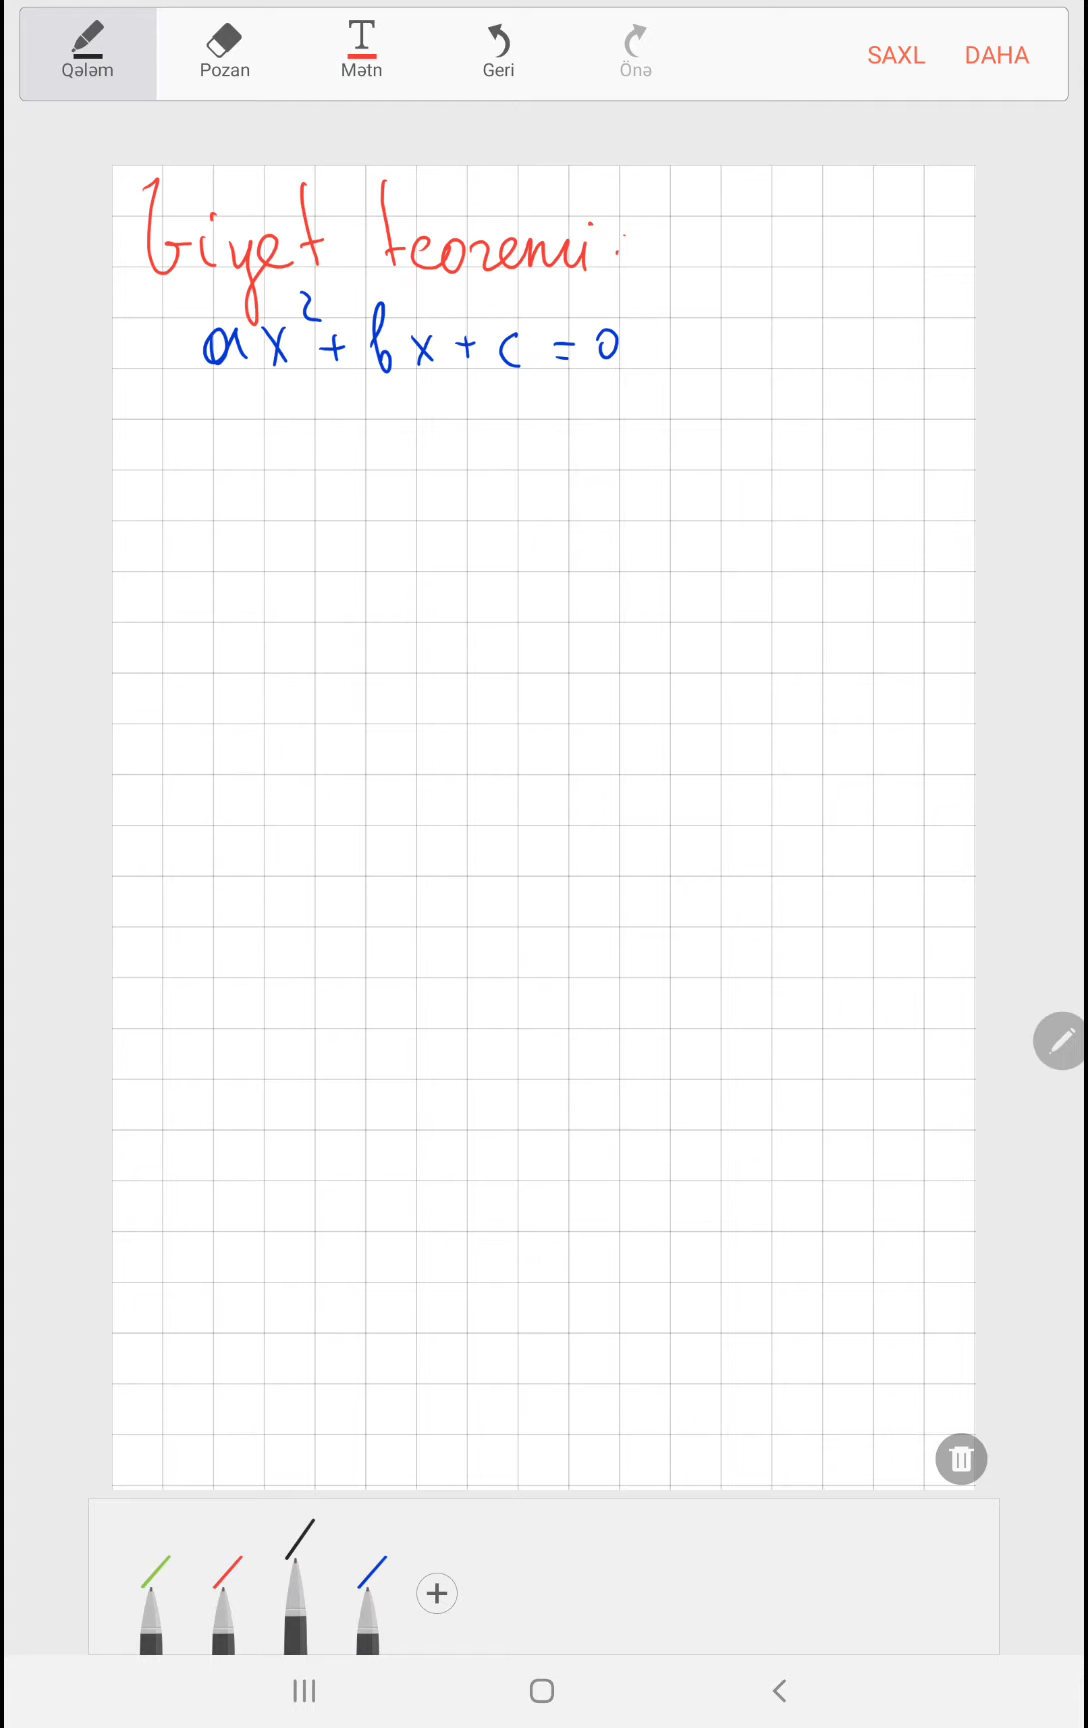 Qələm Pozan Mətn Geri Önə SAXL DAHA
Viyet teoremi:
ax² + bx + c = 0